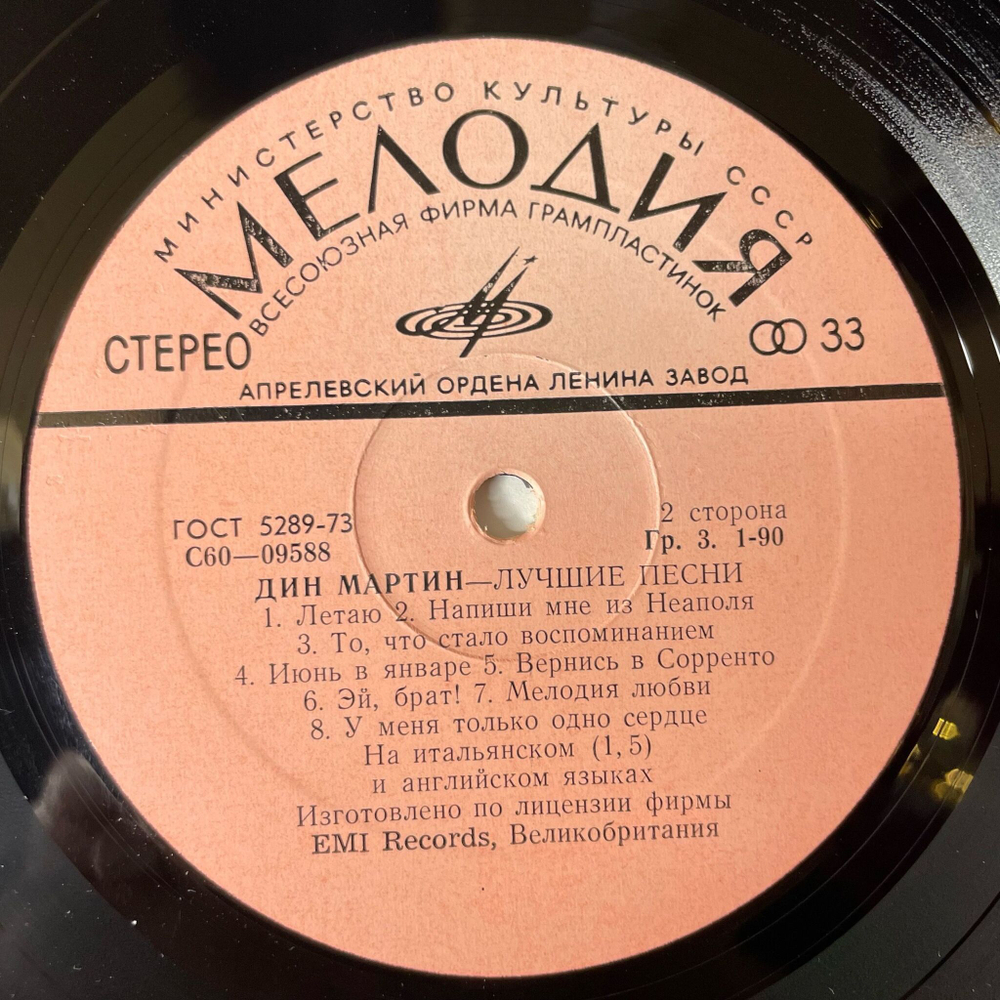 МИНИСТЕРСТВО КУЛЬТУРЫ СССР
МЕЛОДИЯ
ВСЕСОЮЗНАЯ ФИРМА ГРАМПЛАСТИНОК
СТЕРЕО
33
АПРЕЛЕВСКИЙ ОРДЕНА ЛЕНИНА ЗАВОД
ГОСТ 5289-73
С60—09588
2 сторона
Гр. 3. 1-90
ДИН МАРТИН—ЛУЧШИЕ ПЕСНИ
1. Летаю 2. Напиши мне из Неаполя
3. То, что стало воспоминанием
4. Июнь в январе 5. Вернись в Сорренто
6. Эй, брат! 7. Мелодия любви
8. У меня только одно сердце
На итальянском (1, 5)
и английском языках
Изготовлено по лицензии фирмы
EMI Records, Великобритания